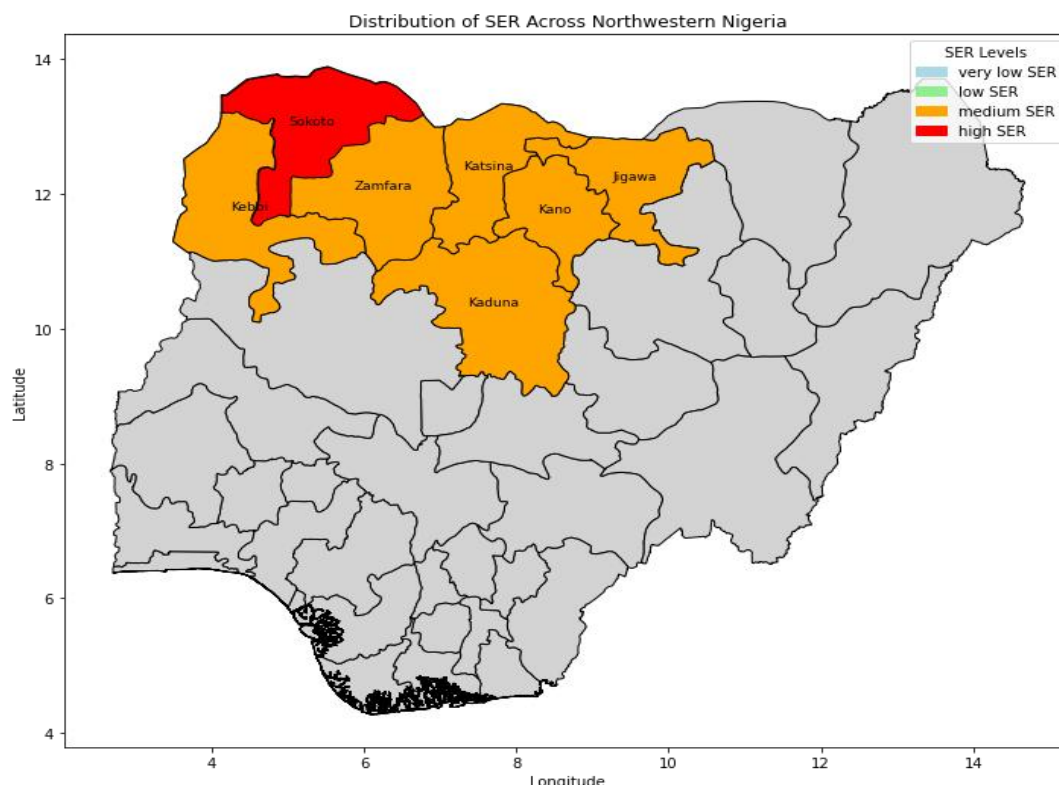 Distribution of SER Across Northwestern Nigeria
SER Levels
very low SER
low SER
medium SER
high SER
14
12
10
8
6
4
Latitude
Sokoto
Katsina
Zamfara
Jigawa
Kebbi
Kano
Kaduna
4
6
8
10
12
14
Longitude